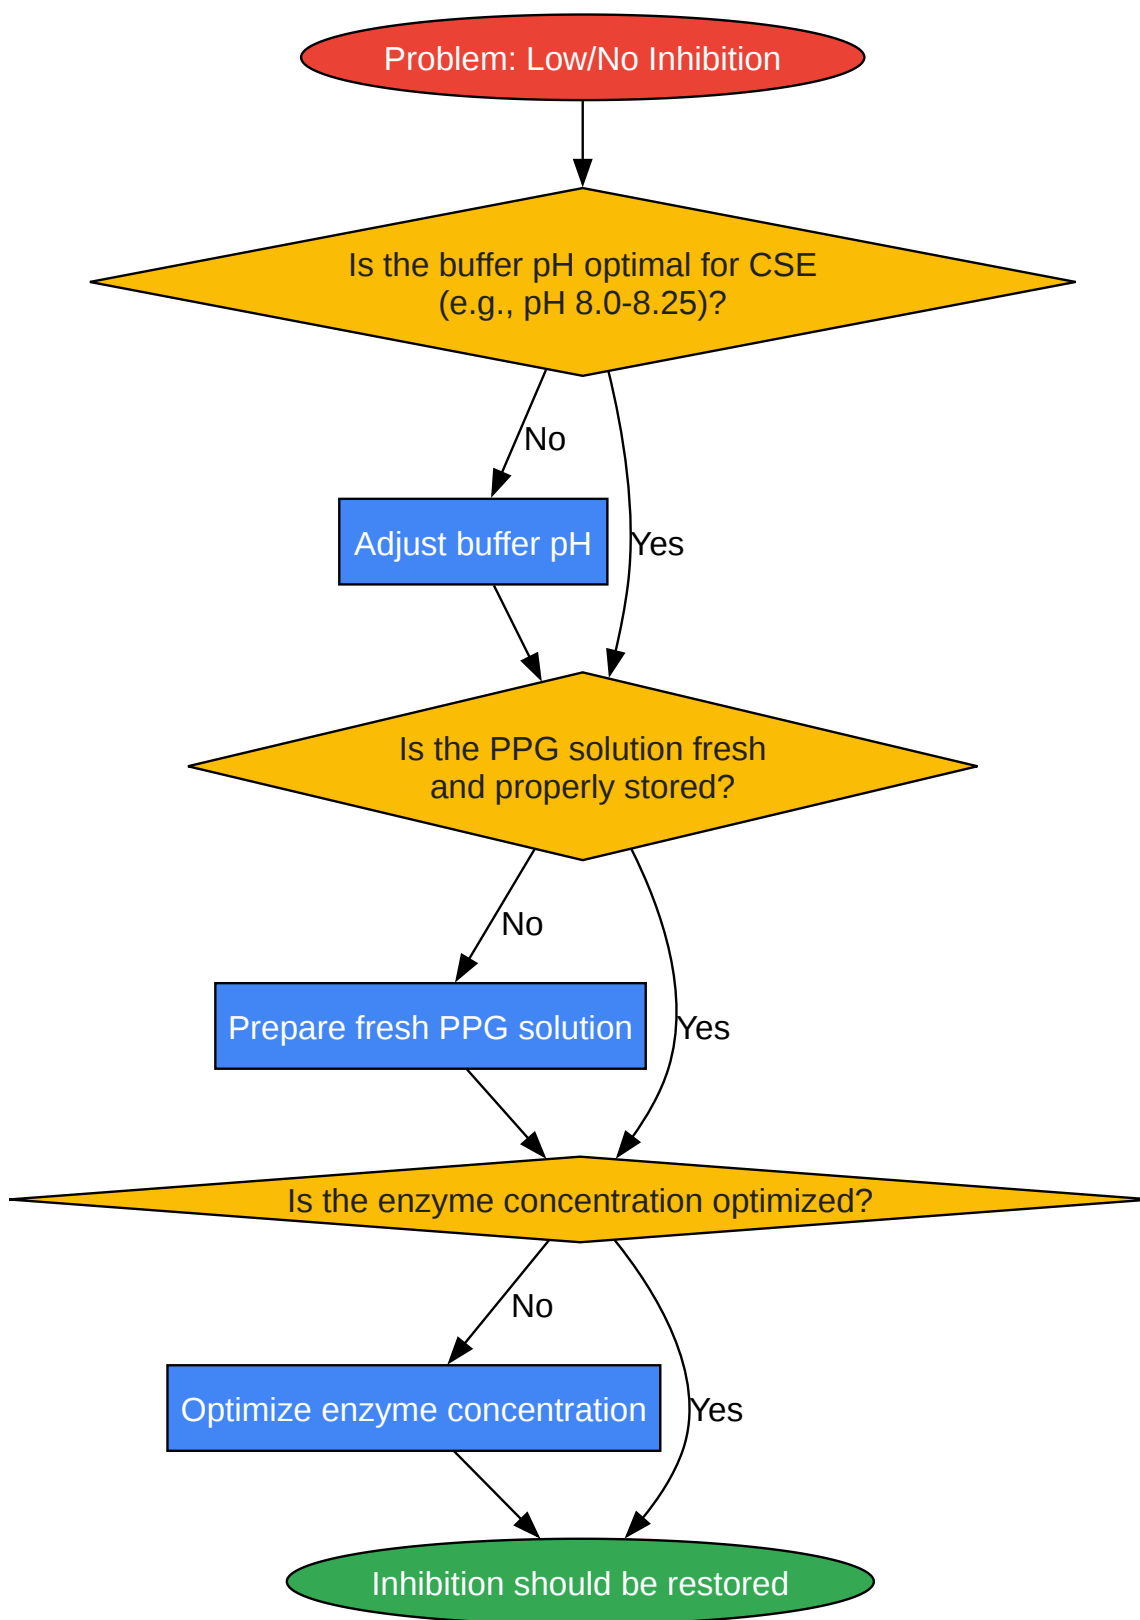 Problem: Low/No Inhibition
Is the buffer pH optimal for CSE
(e.g., pH 8.0-8.25)?
No
Adjust buffer pH
Yes
Is the PPG solution fresh
and properly stored?
No
Prepare fresh PPG solution
Yes
Is the enzyme concentration optimized?
No
Optimize enzyme concentration
Yes
Inhibition should be restored